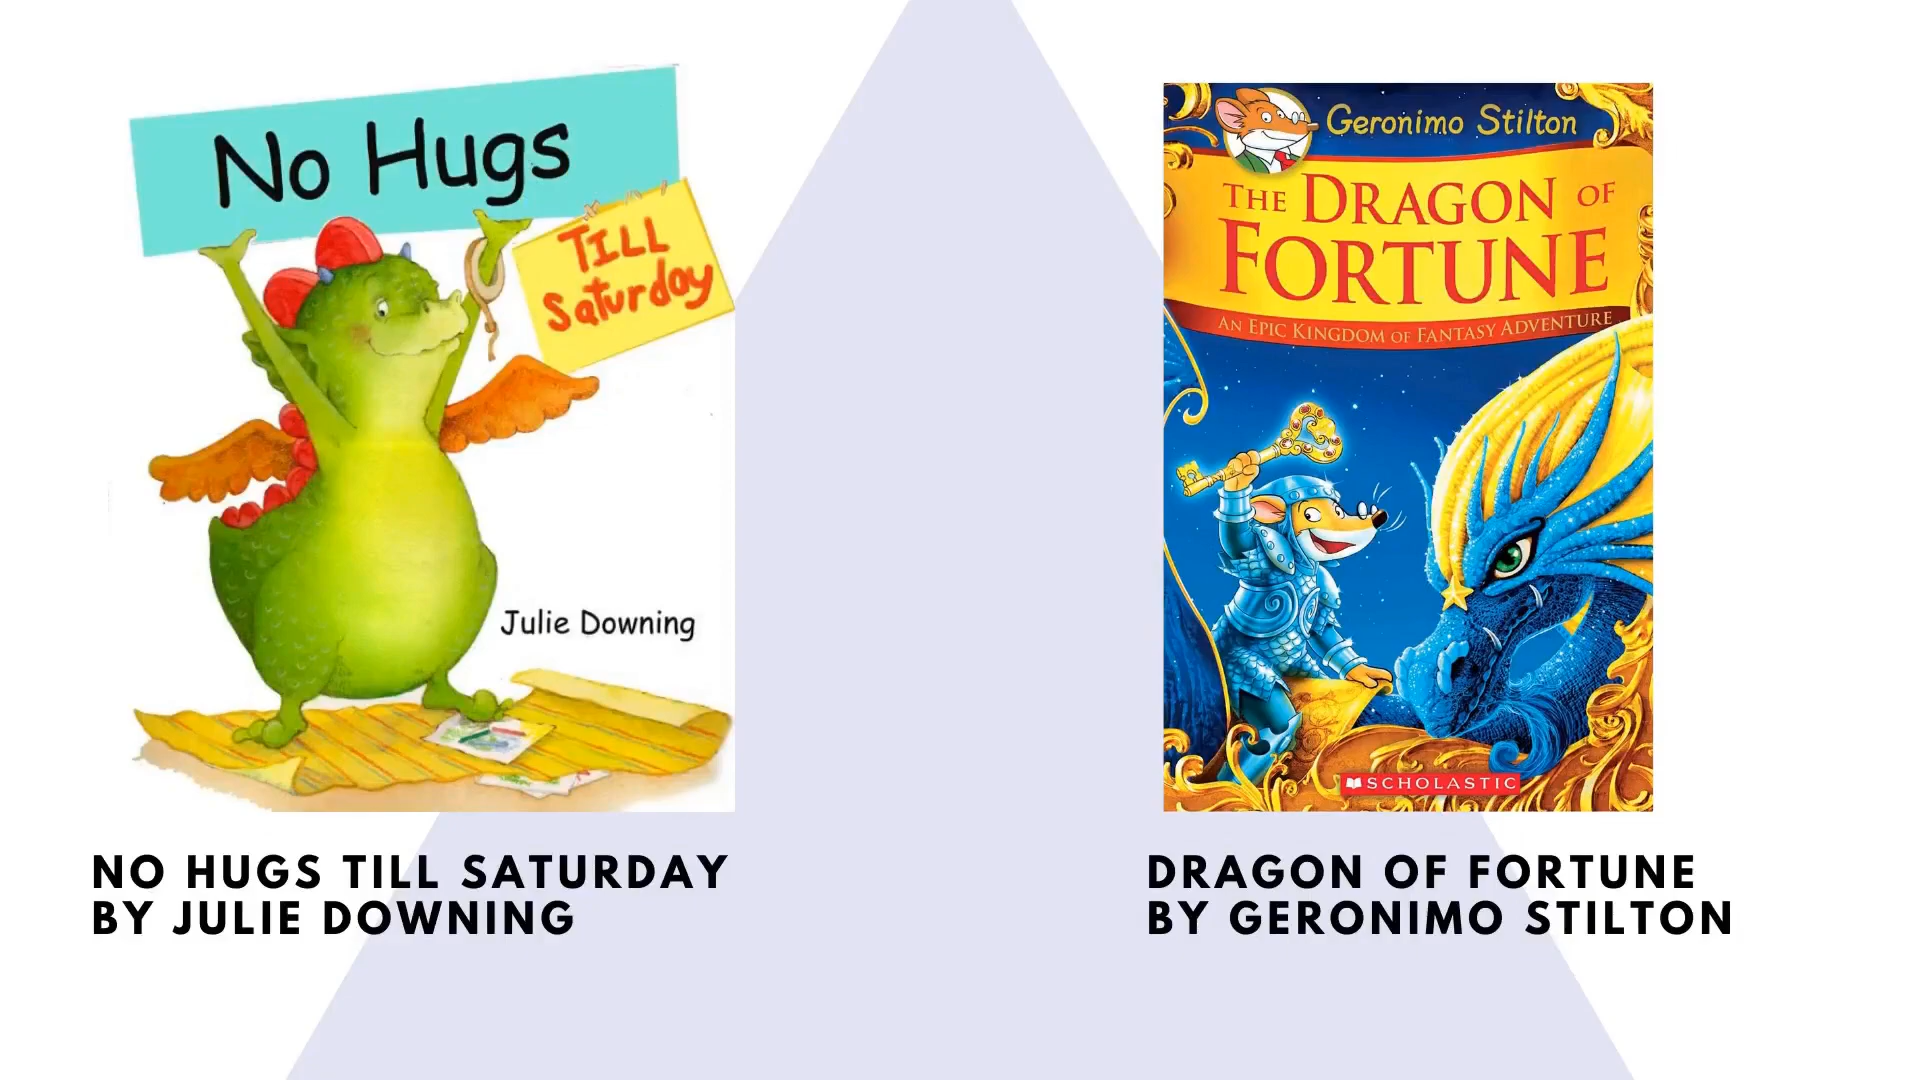 No Hugs
TILL
Saturday
Julie Downing
NO HUGS TILL SATURDAY
BY JULIE DOWNING
Geronimo Stilton
THE DRAGON OF
FORTUNE
AN EPIC KINGDOM OF FANTASY ADVENTURE
SCHOLASTIC
DRAGON OF FORTUNE
BY GERONIMO STILTON